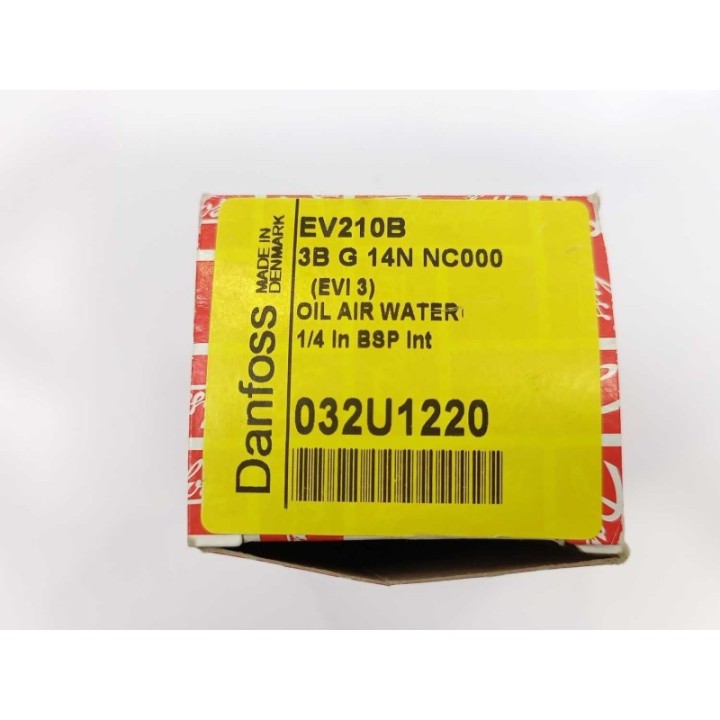 Danfoss
MADE IN
DENMARK
EV210B
3B G 14N NC000
(EVI 3)
OIL AIR WATER
1/4 In BSP Int
032U1220